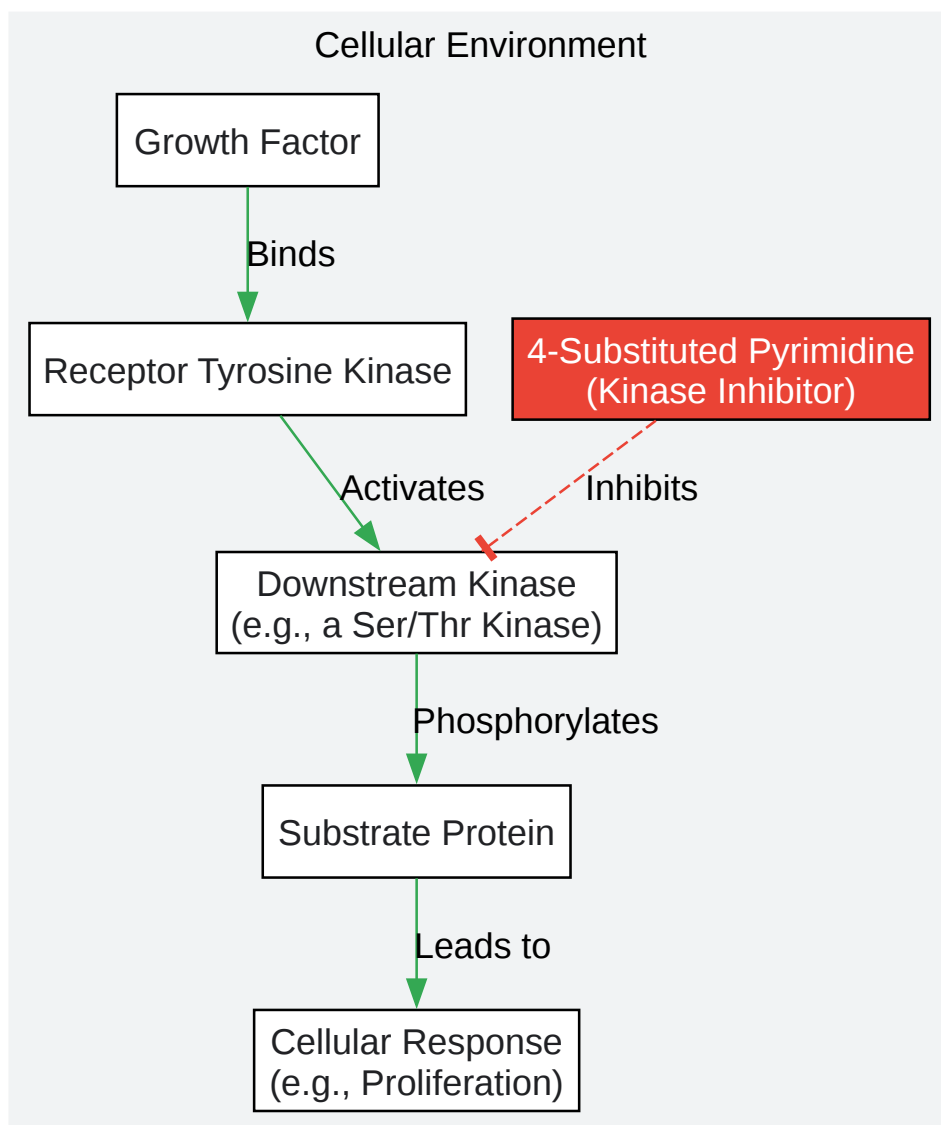 Cellular Environment
Growth Factor
Binds
Receptor Tyrosine Kinase
4-Substituted Pyrimidine
(Kinase Inhibitor)
Activates
Inhibits
Downstream Kinase
(e.g., a Ser/Thr Kinase)
Phosphorylates
Substrate Protein
Leads to
Cellular Response
(e.g., Proliferation)